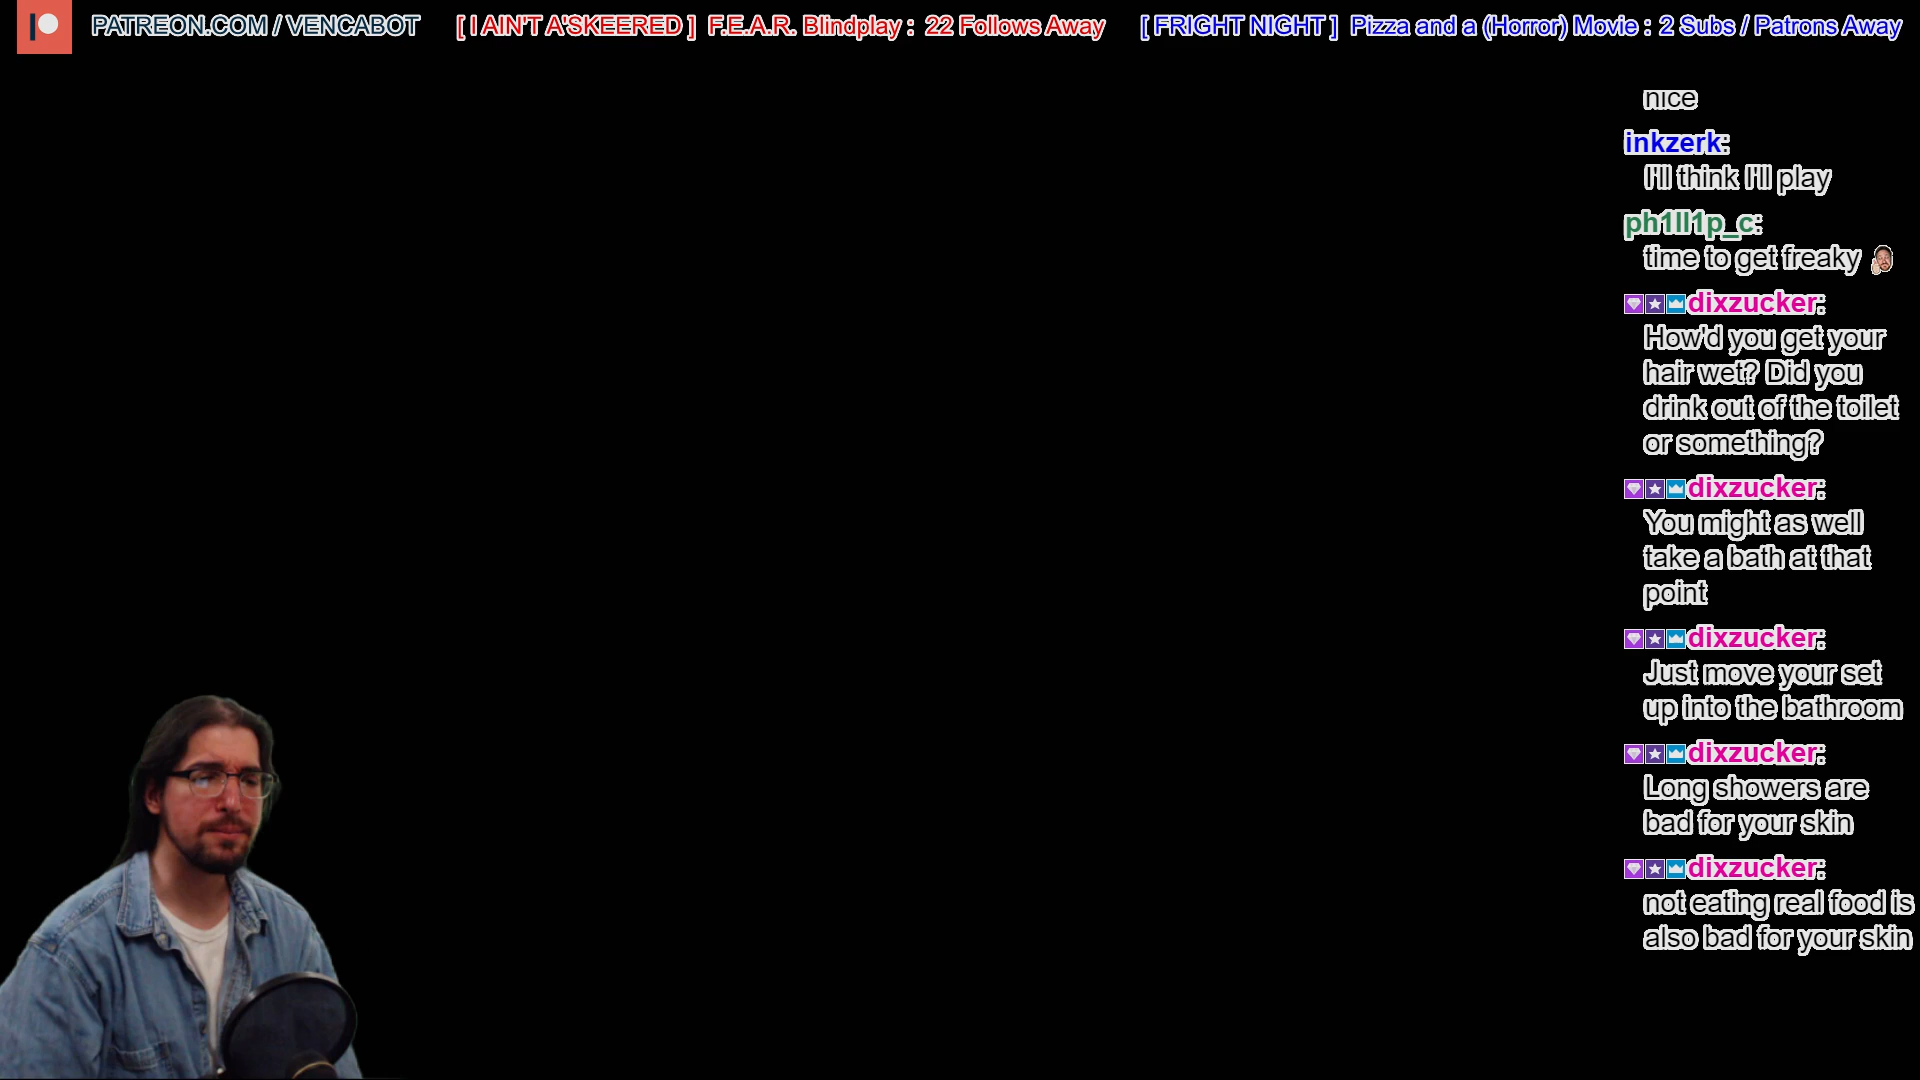 PATREON.COM / VENCABOT [ I AIN'T A'SKEERED ] F.E.A.R. Blindplay : 22 Follows Away [ FRIGHT NIGHT ] Pizza and a (Horror) Movie : 2 Subs / Patrons Away
nice
inkzerk:
I'll think I'll play
ph1ll1p_c:
time to get freaky
dixzucker:
How'd you get your
hair wet? Did you
drink out of the toilet
or something?
dixzucker:
You might as well
take a bath at that
point
dixzucker:
Just move your set
up into the bathroom
dixzucker:
Long showers are
bad for your skin
dixzucker:
not eating real food is
also bad for your skin